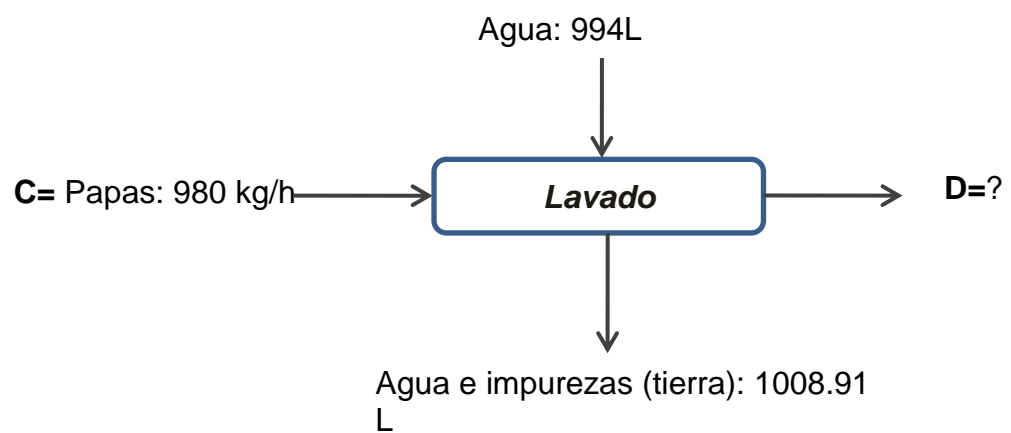 Agua: 994L
C= Papas: 980 kg/h
Lavado
D=?
Agua e impurezas (tierra): 1008.91
L